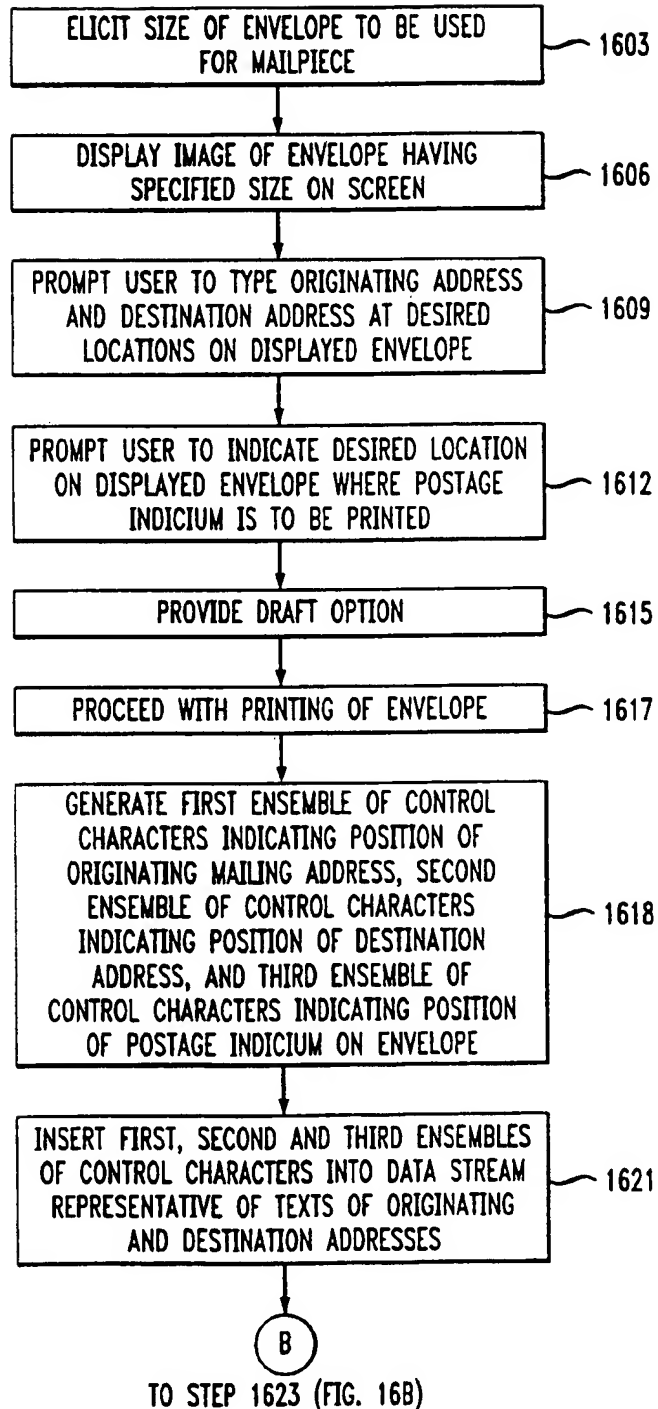 ELICIT SIZE OF ENVELOPE TO BE USED
FOR MAILPIECE
1603
DISPLAY IMAGE OF ENVELOPE HAVING
SPECIFIED SIZE ON SCREEN
1606
PROMPT USER TO TYPE ORIGINATING ADDRESS
AND DESTINATION ADDRESS AT DESIRED
LOCATIONS ON DISPLAYED ENVELOPE
1609
PROMPT USER TO INDICATE DESIRED LOCATION
ON DISPLAYED ENVELOPE WHERE POSTAGE
INDICIUM IS TO BE PRINTED
1612
PROVIDE DRAFT OPTION
1615
PROCEED WITH PRINTING OF ENVELOPE
1617
GENERATE FIRST ENSEMBLE OF CONTROL
CHARACTERS INDICATING POSITION OF
ORIGINATING MAILING ADDRESS, SECOND
ENSEMBLE OF CONTROL CHARACTERS
INDICATING POSITION OF DESTINATION
ADDRESS, AND THIRD ENSEMBLE OF
CONTROL CHARACTERS INDICATING POSITION
OF POSTAGE INDICIUM ON ENVELOPE
1618
INSERT FIRST, SECOND AND THIRD ENSEMBLES
OF CONTROL CHARACTERS INTO DATA STREAM
REPRESENTATIVE OF TEXTS OF ORIGINATING
AND DESTINATION ADDRESSES
1621
B
TO STEP 1623 (FIG. 16B)